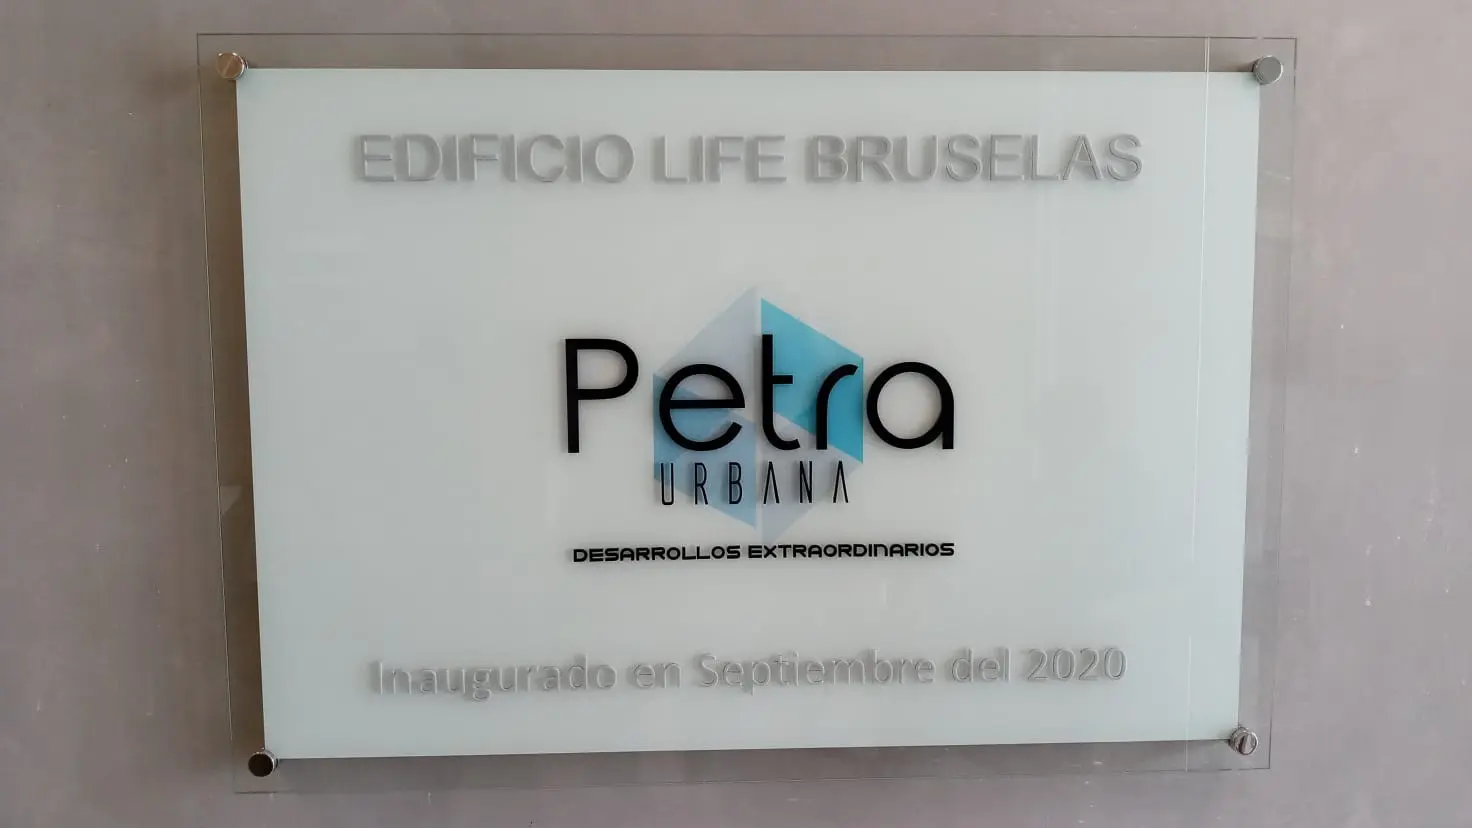 EDIFICIO LIFE BRUSELAS
Petra
URBANA
DESARROLLOS EXTRAORDINARIOS
Inaugurado en Septiembre del 2020